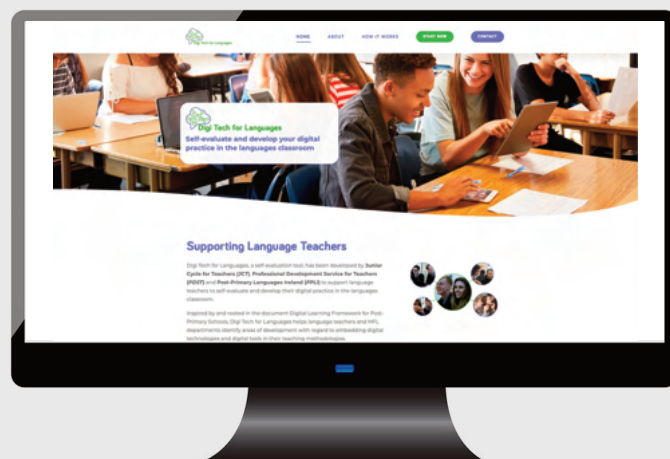 Digi Tech for Languages
HOME ABOUT HOW IT WORKS START NOW CONTACT
Digi Tech for Languages
Self-evaluate and develop your digital
practice in the languages classroom
Supporting Language Teachers
Digi Tech for Languages, a self-evaluation tool, has been developed by Junior
Cycle for Teachers (JCT), Professional Development Service for Teachers
(PDST) and Post-Primary Languages Ireland (PPLI) to support language
teachers to self-evaluate and develop their digital practice in the languages
classroom.
Inspired by and rooted in the document Digital Learning Framework for Post-
Primary Schools, Digi Tech for Languages helps language teachers and MFL
departments identify areas of development with regard to embedding digital
technologies and digital tools in their teaching methodologies.